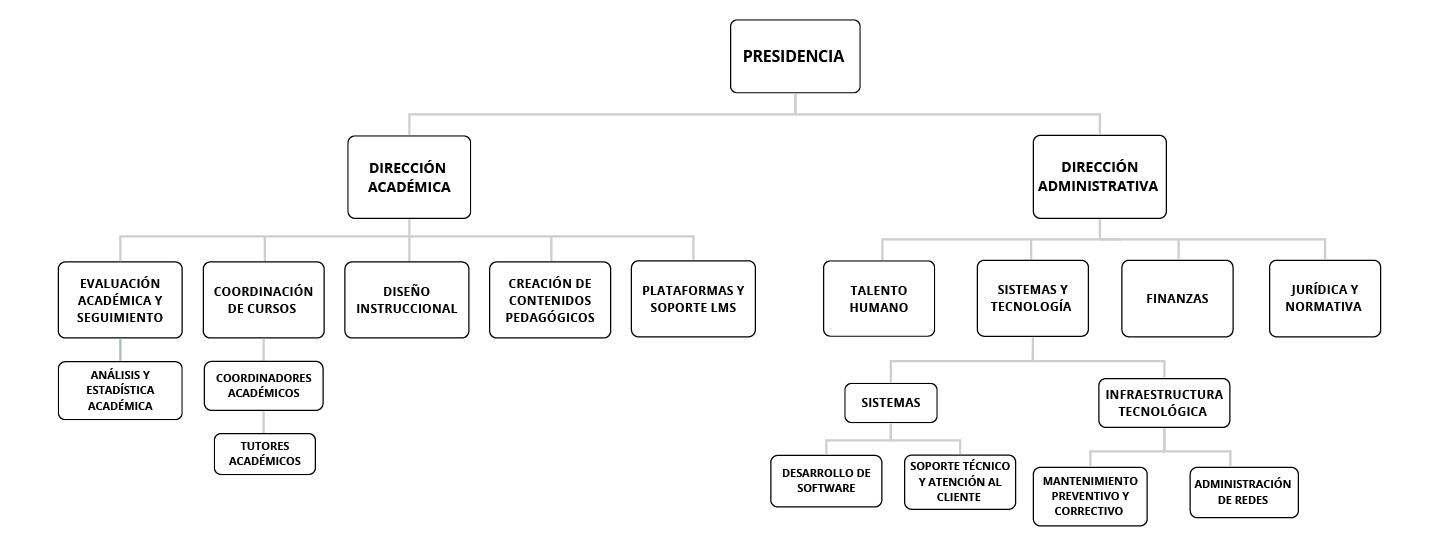 PRESIDENCIA
DIRECCIÓN
ACADÉMICA
DIRECCIÓN
ADMINISTRATIVA
EVALUACIÓN
ACADÉMICA Y
SEGUIMIENTO
COORDINACIÓN
DE CURSOS
DISEÑO
INSTRUCCIONAL
CREACIÓN DE
CONTENIDOS
PEDAGÓGICOS
PLATAFORMAS Y
SOPORTE LMS
TALENTO
HUMANO
SISTEMAS Y
TECNOLOGÍA
FINANZAS
JURÍDICA Y
NORMATIVA
ANÁLISIS Y
ESTADÍSTICA
ACADÉMICA
COORDINADORES
ACADÉMICOS
SISTEMAS
INFRAESTRUCTURA
TECNOLÓGICA
TUTORES
ACADÉMICOS
DESARROLLO DE
SOFTWARE
SOPORTE TÉCNICO
Y ATENCIÓN AL
CLIENTE
MANTENIMIENTO
PREVENTIVO Y
CORRECTIVO
ADMINISTRACIÓN
DE REDES